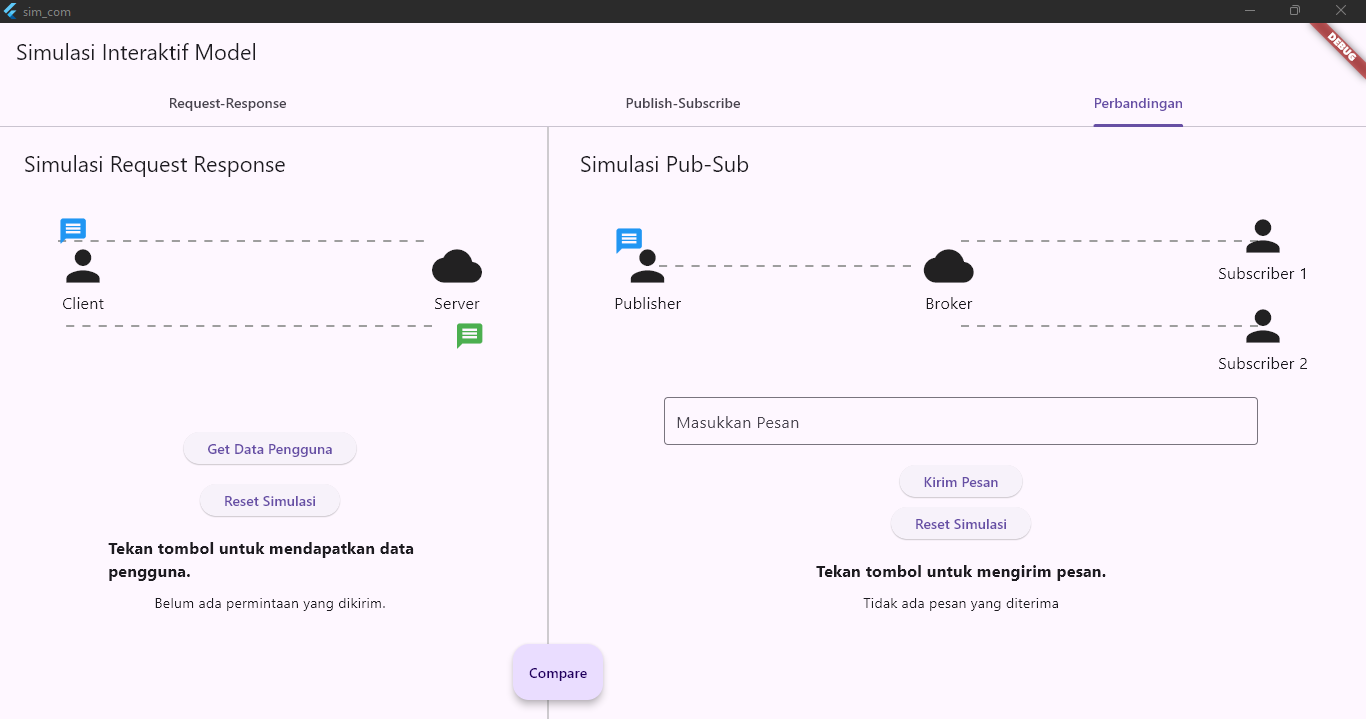 sim_com
DEBUG
Simulasi Interaktif Model
Request-Response
Publish-Subscribe
Perbandingan
Simulasi Request Response
Client
Server
Get Data Pengguna
Reset Simulasi
Tekan tombol untuk mendapatkan data
pengguna.
Belum ada permintaan yang dikirim.
Simulasi Pub-Sub
Publisher
Broker
Subscriber 1
Subscriber 2
Masukkan Pesan
Kirim Pesan
Reset Simulasi
Tekan tombol untuk mengirim pesan.
Tidak ada pesan yang diterima
Compare